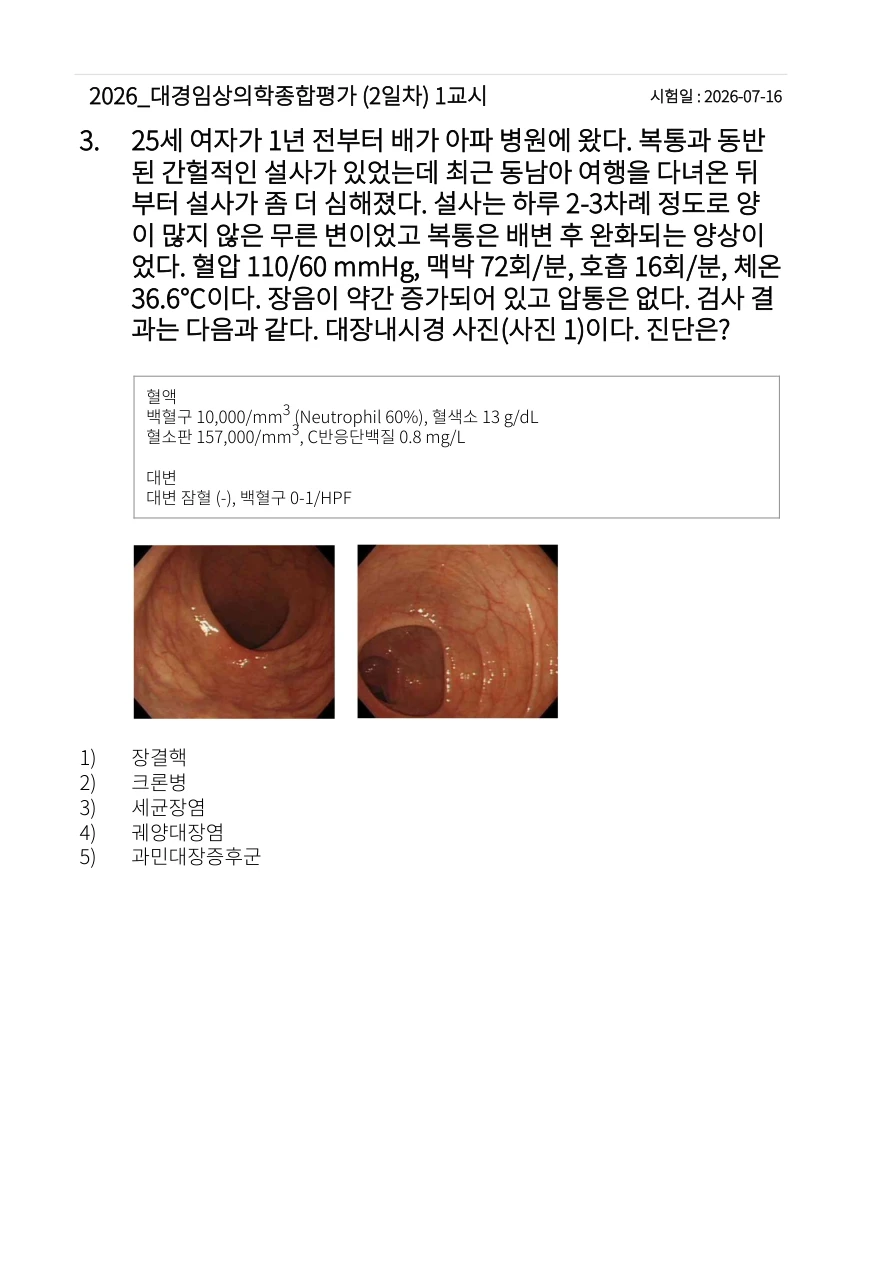 2026_대경임상의학종합평가 (2일차) 1교시
시험일 : 2026-07-16
3. 25세 여자가 1년 전부터 배가 아파 병원에 왔다. 복통과 동반
된 간헐적인 설사가 있었는데 최근 동남아 여행을 다녀온 뒤
부터 설사가 좀 더 심해졌다. 설사는 하루 2-3차례 정도로 양
이 많지 않은 무른 변이었고 복통은 배변 후 완화되는 양상이
었다. 혈압 110/60 mmHg, 맥박 72회/분, 호흡 16회/분, 체온
36.6℃이다. 장음이 약간 증가되어 있고 압통은 없다. 검사 결
과는 다음과 같다. 대장내시경 사진(사진 1)이다. 진단은?
혈액
백혈구 10,000/mm³ (Neutrophil 60%), 혈색소 13 g/dL
혈소판 157,000/mm³, C반응단백질 0.8 mg/L
대변
대변 잠혈 (-), 백혈구 0-1/HPF
1) 장결핵
2) 크론병
3) 세균장염
4) 궤양대장염
5) 과민대장증후군